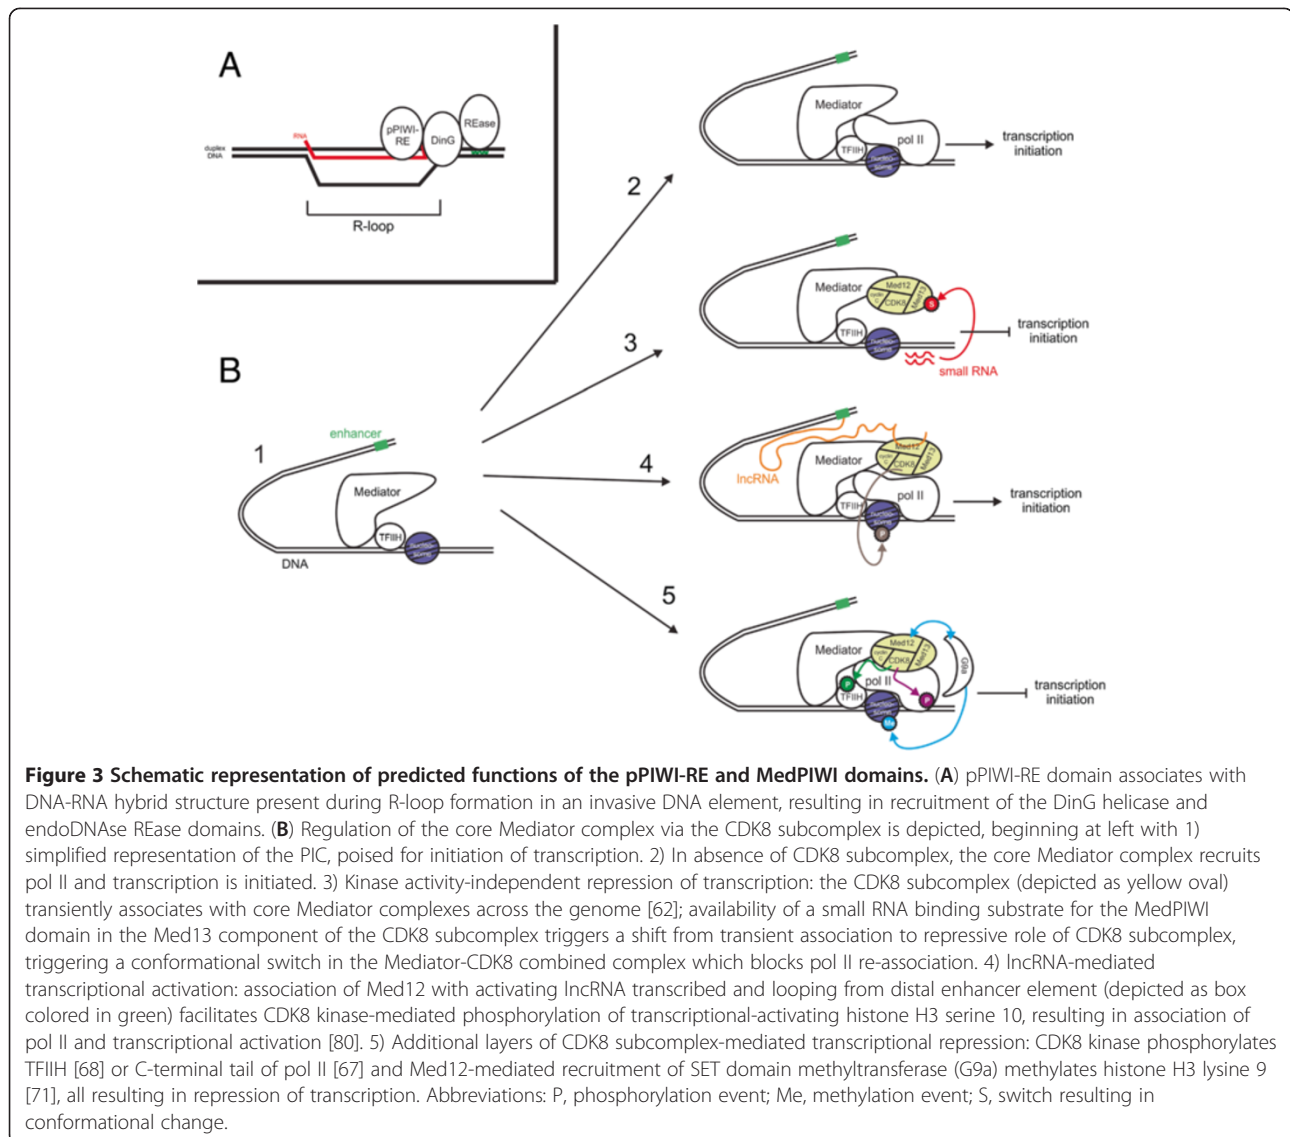 A
RNA
duplex
DNA
pPIWI-
RE
DinG
REase
R-loop
B
1
enhancer
Mediator
TFIIH
DNA
2
Mediator
TFIIH
pol II
transcription
initiation
3
Mediator
Med12
Med13
cyclin
C
CDK8
S
TFIIH
small RNA
transcription
initiation
4
lncRNA
Mediator
Med12
Med13
cyclin
C
CDK8
TFIIH
pol II
P
transcription
initiation
5
Mediator
Med12
Med13
cyclin
C
CDK8
G9a
P
pol II
P
TFIIH
Me
transcription
initiation
Figure 3 Schematic representation of predicted functions of the pPIWI-RE and MedPIWI domains. (A) pPIWI-RE domain associates with
DNA-RNA hybrid structure present during R-loop formation in an invasive DNA element, resulting in recruitment of the DinG helicase and
endoDNAse REase domains. (B) Regulation of the core Mediator complex via the CDK8 subcomplex is depicted, beginning at left with 1)
simplified representation of the PIC, poised for initiation of transcription. 2) In absence of CDK8 subcomplex, the core Mediator complex recruits
pol II and transcription is initiated. 3) Kinase activity-independent repression of transcription: the CDK8 subcomplex (depicted as yellow oval)
transiently associates with core Mediator complexes across the genome [62]; availability of a small RNA binding substrate for the MedPIWI
domain in the Med13 component of the CDK8 subcomplex triggers a shift from transient association to repressive role of CDK8 subcomplex,
triggering a conformational switch in the Mediator-CDK8 combined complex which blocks pol II re-association. 4) lncRNA-mediated
transcriptional activation: association of Med12 with activating lncRNA transcribed and looping from distal enhancer element (depicted as box
colored in green) facilitates CDK8 kinase-mediated phosphorylation of transcriptional-activating histone H3 serine 10, resulting in association of
pol II and transcriptional activation [80]. 5) Additional layers of CDK8 subcomplex-mediated transcriptional repression: CDK8 kinase phosphorylates
TFIIH [68] or C-terminal tail of pol II [67] and Med12-mediated recruitment of SET domain methyltransferase (G9a) methylates histone H3 lysine 9
[71], all resulting in repression of transcription. Abbreviations: P, phosphorylation event; Me, methylation event; S, switch resulting in
conformational change.